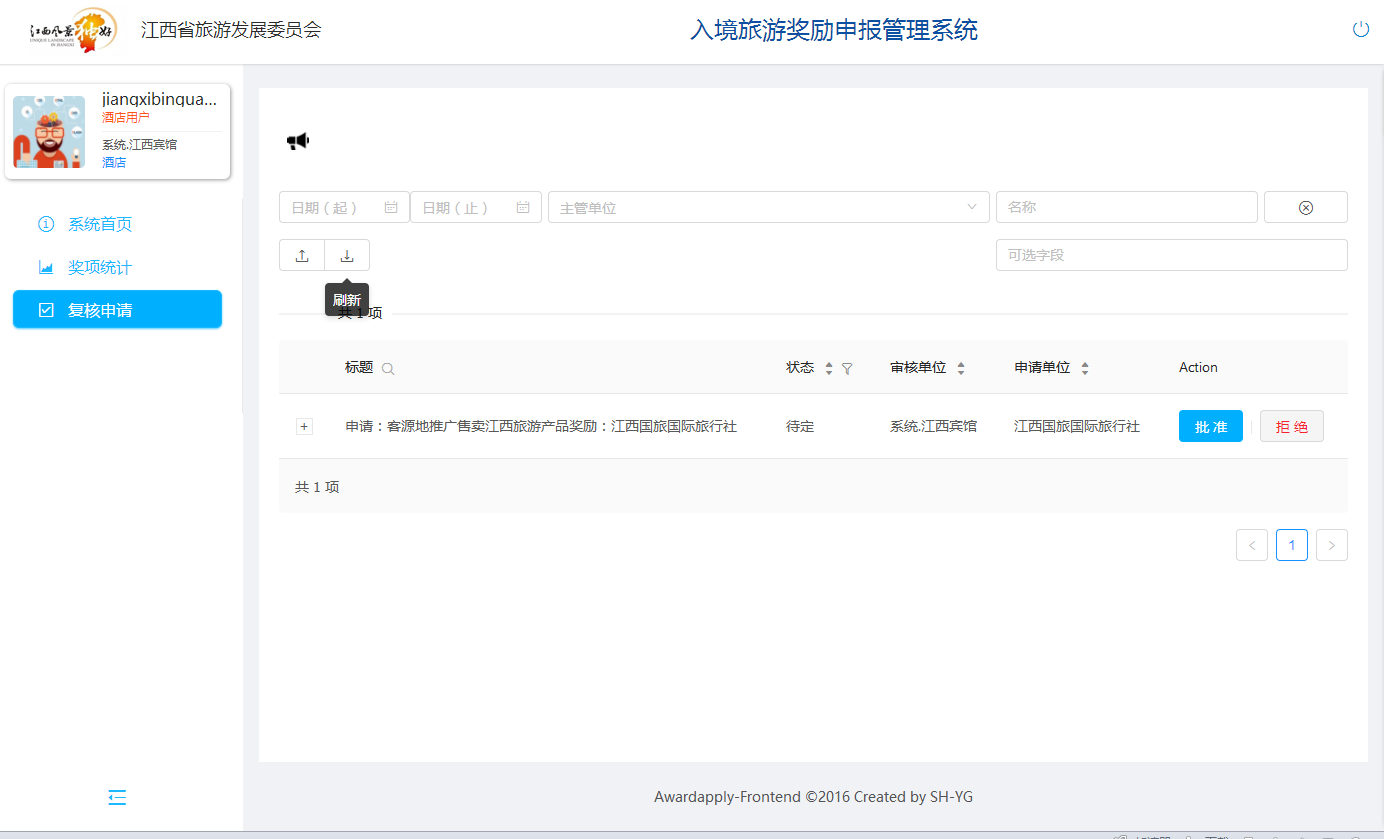 江西风景独好
UNIQUE LANDSCAPE
IN JIANGXI
江西省旅游发展委员会
入境旅游奖励申报管理系统
jiangxibingua...
酒店用户
系统.江西宾馆
酒店
系统首页
奖项统计
复核申请
日期（起） 日期（止） 主管单位 名称
可选字段
刷新
共 1 项
标题 状态 审核单位 申请单位 Action
申请：客源地推广售卖江西旅游产品奖励：江西国旅国际旅行社 待定 系统.江西宾馆 江西国旅国际旅行社 批 准 拒 绝
共 1 项
1
Awardapply-Frontend ©2016 Created by SH-YG